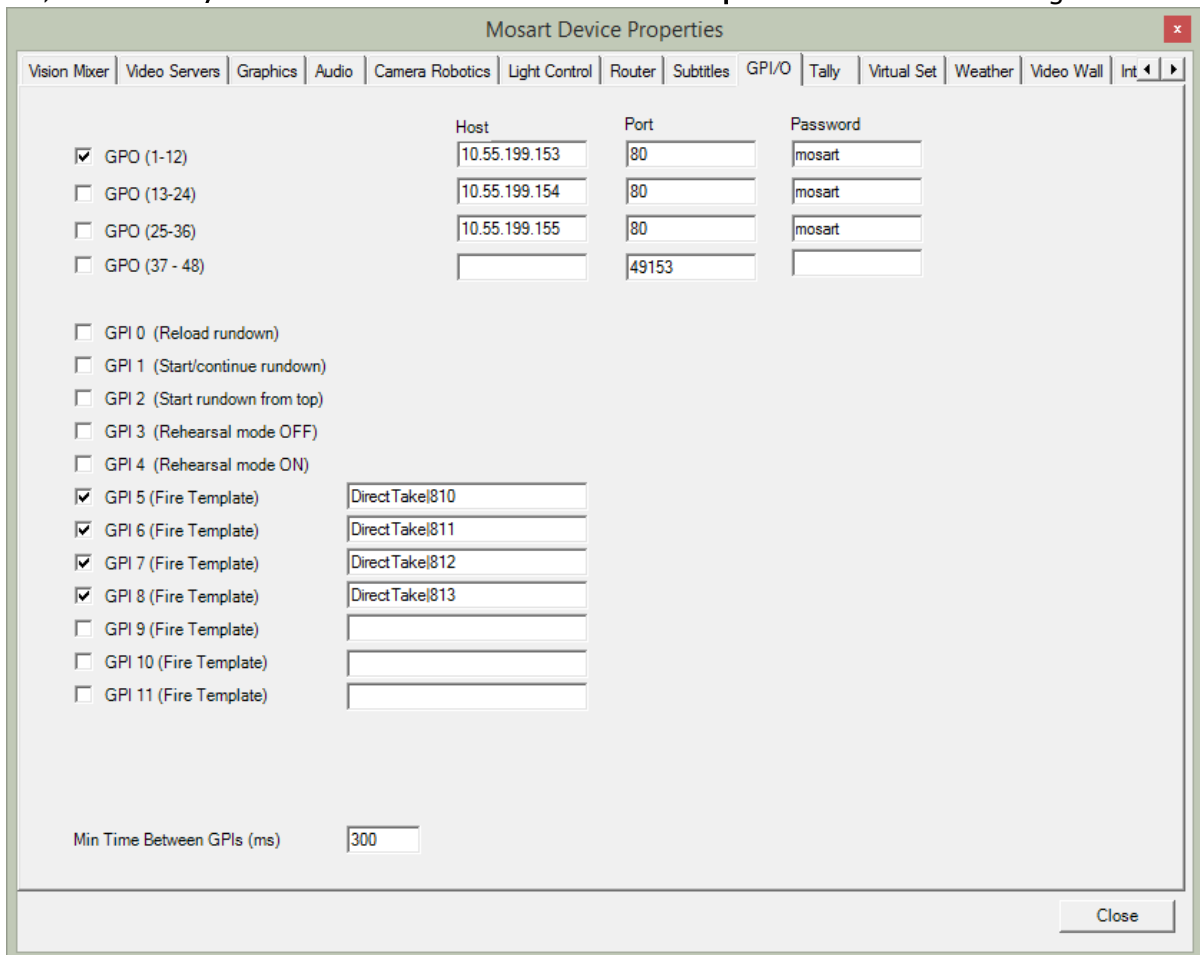 Mosart Device Properties
x
Vision Mixer Video Servers Graphics Audio Camera Robotics Light Control Router Subtitles GPI/O Tally Virtual Set Weather Video Wall Int
Host Port Password
GPO (1-12) 10.55.199.153 80 mosart
GPO (13-24) 10.55.199.154 80 mosart
GPO (25-36) 10.55.199.155 80 mosart
GPO (37 - 48) 49153
GPI 0 (Reload rundown)
GPI 1 (Start/continue rundown)
GPI 2 (Start rundown from top)
GPI 3 (Rehearsal mode OFF)
GPI 4 (Rehearsal mode ON)
GPI 5 (Fire Template) DirectTake|810
GPI 6 (Fire Template) DirectTake|811
GPI 7 (Fire Template) DirectTake|812
GPI 8 (Fire Template) DirectTake|813
GPI 9 (Fire Template)
GPI 10 (Fire Template)
GPI 11 (Fire Template)
Min Time Between GPIs (ms) 300
Close